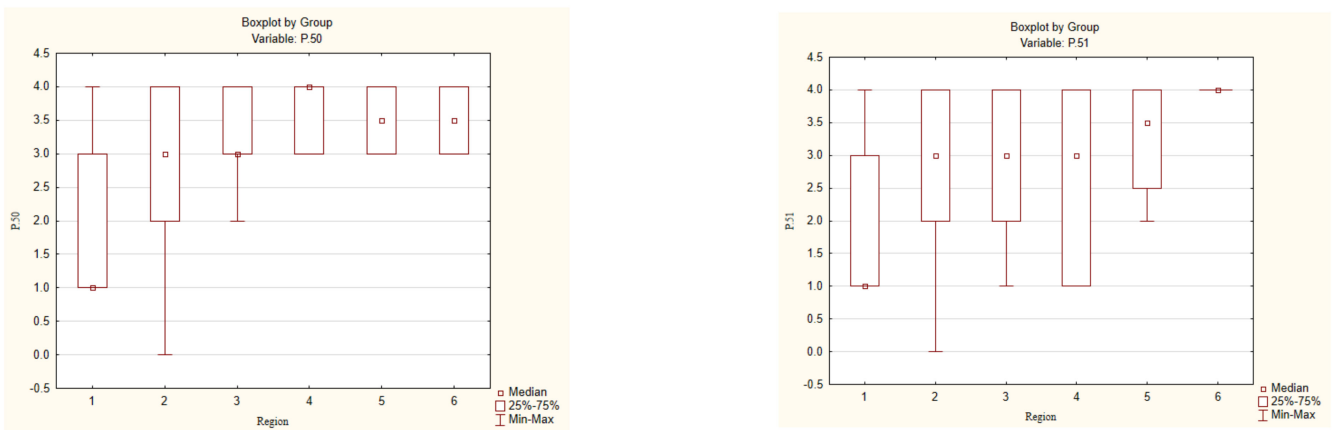 Boxplot by Group
Variable: P.50
4.5
4.0
3.5
3.0
2.5
2.0
1.5
1.0
0.5
0.0
-0.5
P.50
1 2 3 4 5 6
Region
Median
25%-75%
Min-Max
Boxplot by Group
Variable: P.51
4.5
4.0
3.5
3.0
2.5
2.0
1.5
1.0
0.5
0.0
-0.5
P.51
1 2 3 4 5 6
Region
Median
25%-75%
Min-Max